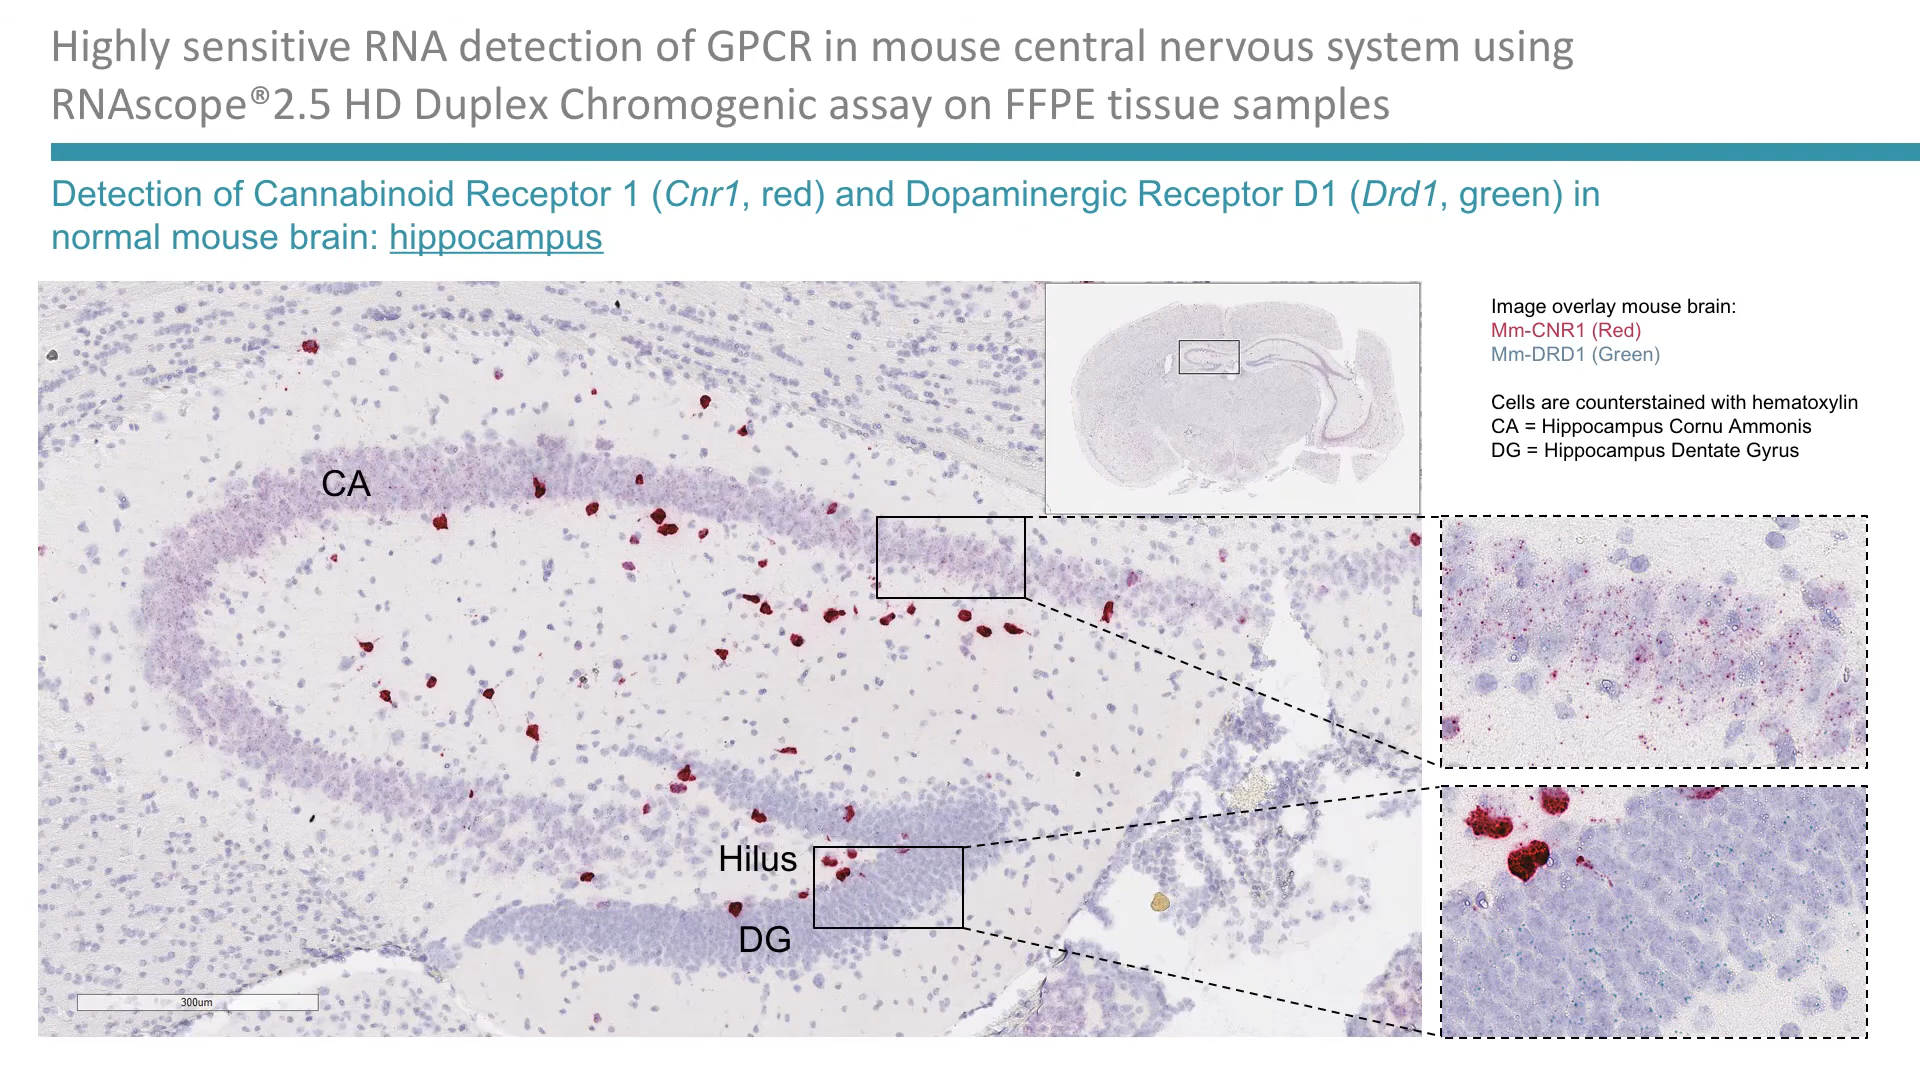 Highly sensitive RNA detection of GPCR in mouse central nervous system using
RNAscope®2.5 HD Duplex Chromogenic assay on FFPE tissue samples
Detection of Cannabinoid Receptor 1 (Cnr1, red) and Dopaminergic Receptor D1 (Drd1, green) in
normal mouse brain: hippocampus
Image overlay mouse brain:
Mm-CNR1 (Red)
Mm-DRD1 (Green)
Cells are counterstained with hematoxylin
CA = Hippocampus Cornu Ammonis
DG = Hippocampus Dentate Gyrus
CA
Hilus
DG
300um